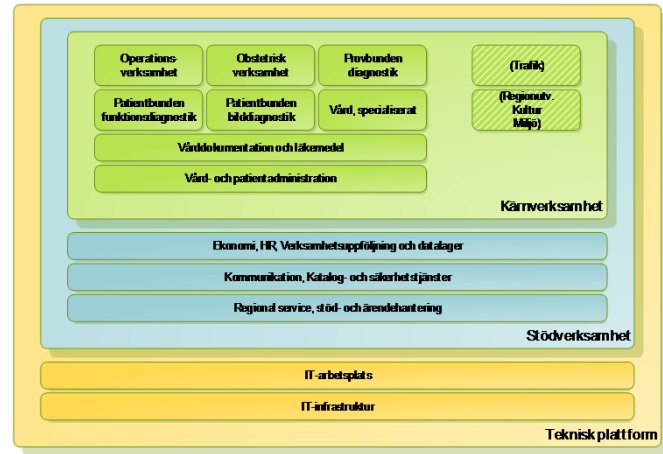 Operations-
verksamhet
Obstetrisk
verksamhet
Provbunden
diagnostik
(Trafik)
Patientbunden
funktionsdiagnostik
Patientbunden
bilddiagnostik
Vård, specialiserat
(Regionutv.
Kultur
Miljö)
Vårddokumentation och läkemedel
Vård- och patientadministration
Kärnverksamhet
Ekonomi, HR, Verksamhetsuppföljning och datalager
Kommunikation, Katalog- och säkerhetstjänster
Regional service, stöd- och ärendehantering
Stödverksamhet
IT-arbetsplats
IT-infrastruktur
Teknisk plattform